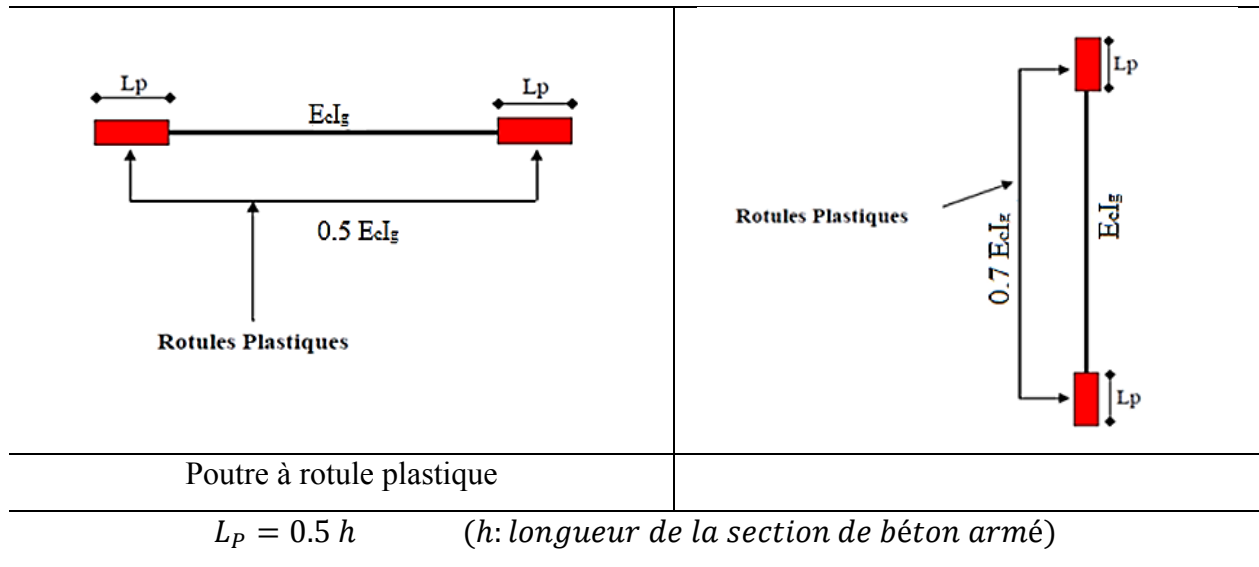 Lp
Lp
EcIg
0.5 EcIg
Rotules Plastiques
Lp
Rotules Plastiques
0.7 EcIg
EcIg
Lp
Poutre à rotule plastique
L_P = 0.5 h (h: longueur de la section de béton armé)